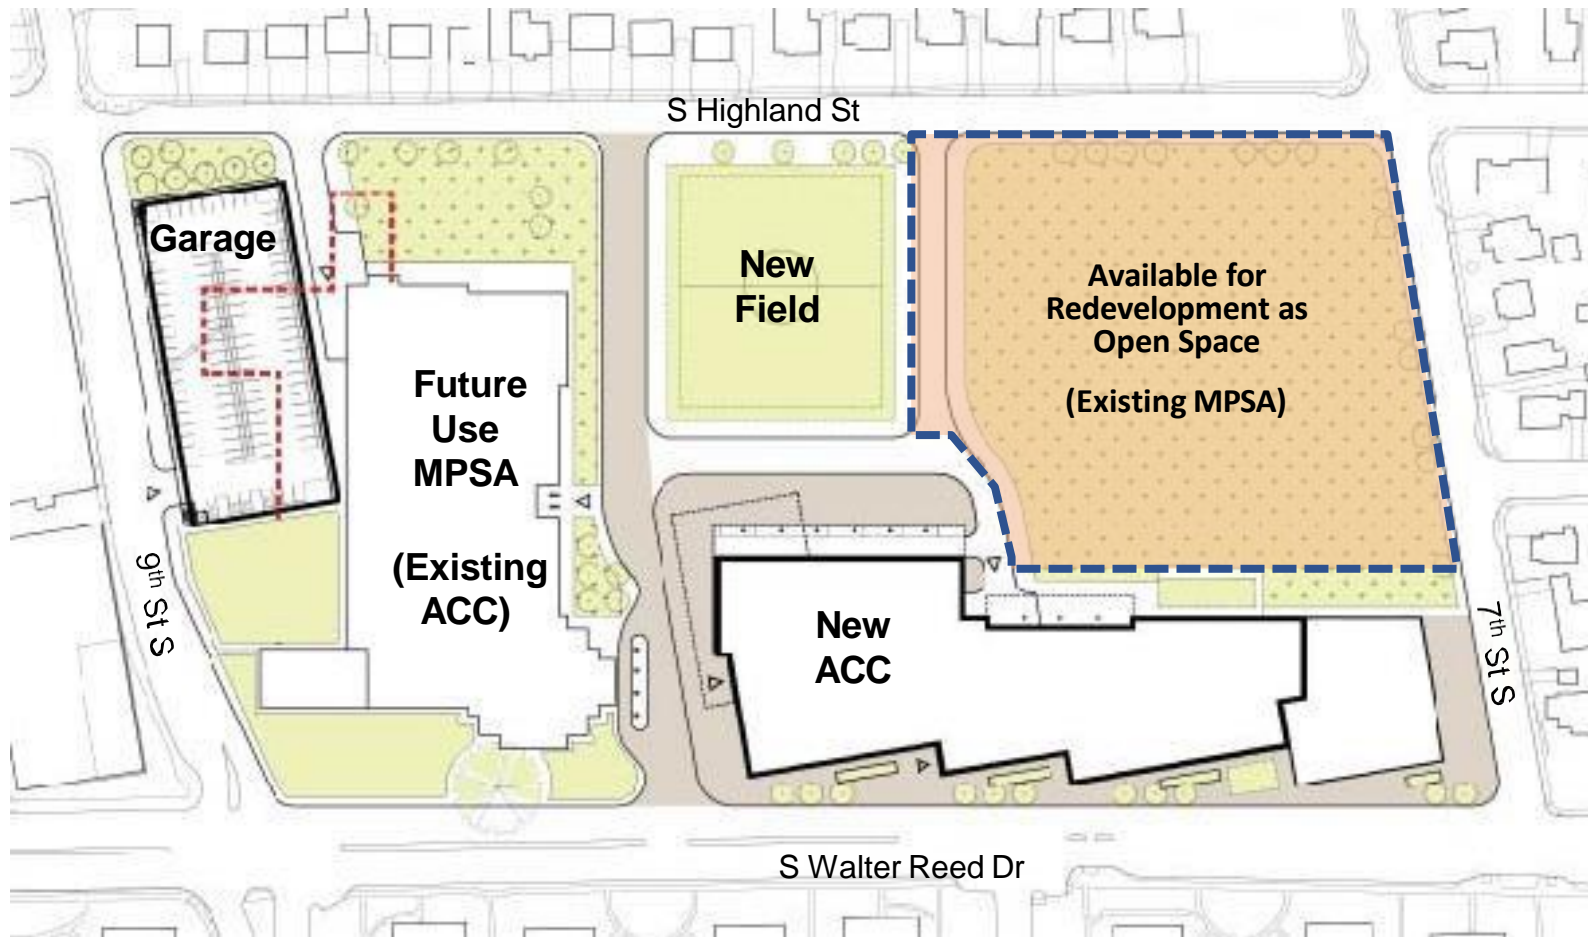 S Highland St
Garage
New
Field
Available for
Redevelopment as
Open Space
(Existing MPSA)
Future
Use
MPSA
(Existing
ACC)
9th St S
New
ACC
7th St S
S Walter Reed Dr